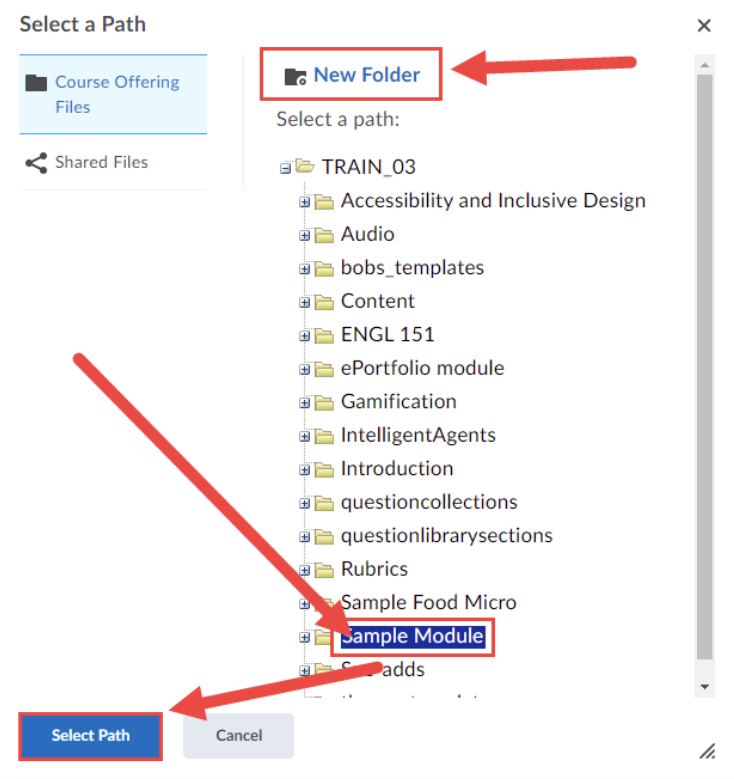 Select a Path
Course Offering
Files
Shared Files
New Folder
Select a path:
TRAIN_03
Accessibility and Inclusive Design
Audio
bobs_templates
Content
ENGL 151
ePortfolio module
Gamification
IntelligentAgents
Introduction
questioncollections
questionlibrarysections
Rubrics
Sample Food Micro
Sample Module
adds
Select Path
Cancel